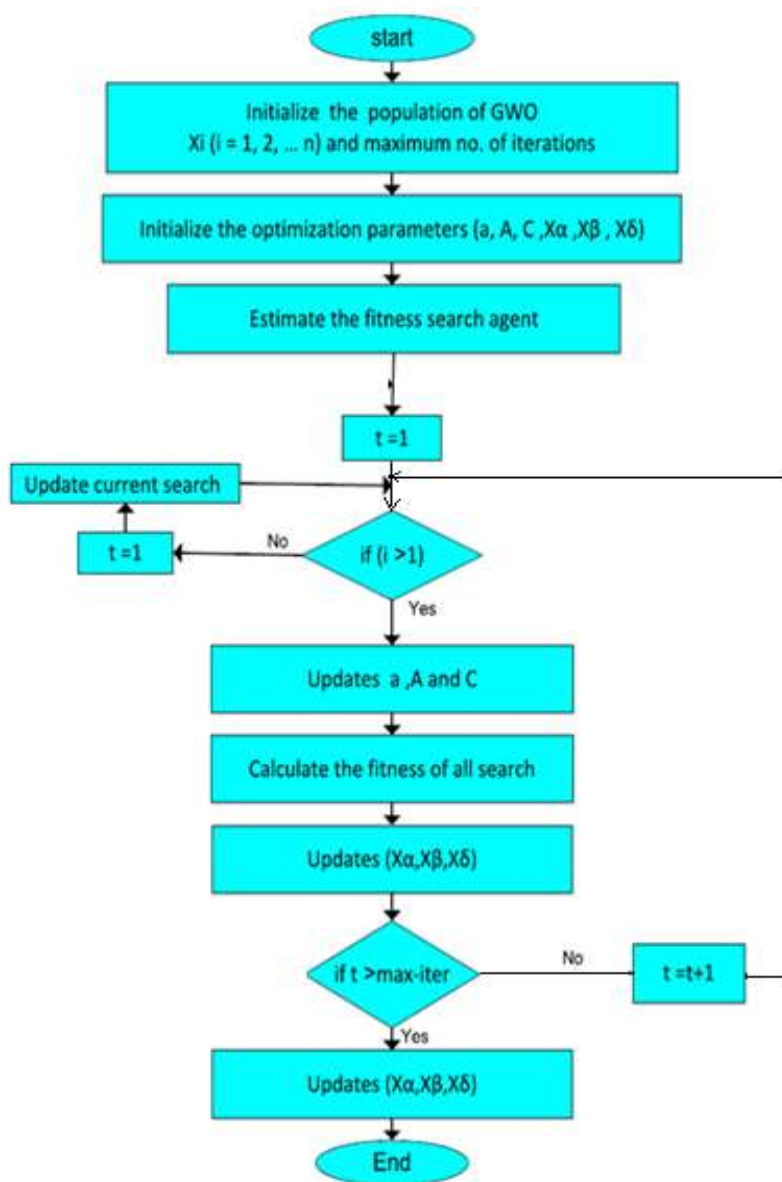 start
Initialize the population of GWO
Xi (i = 1, 2, ... n) and maximum no. of iterations
Initialize the optimization parameters (a, A, C ,Xα ,Xβ , Xδ)
Estimate the fitness search agent
t =1
Update current search
t =1
No
if (i >1)
Yes
Updates a ,A and C
Calculate the fitness of all search
Updates (Xα,Xβ,Xδ)
if t >max-iter
No
t =t+1
Yes
Updates (Xα,Xβ,Xδ)
End